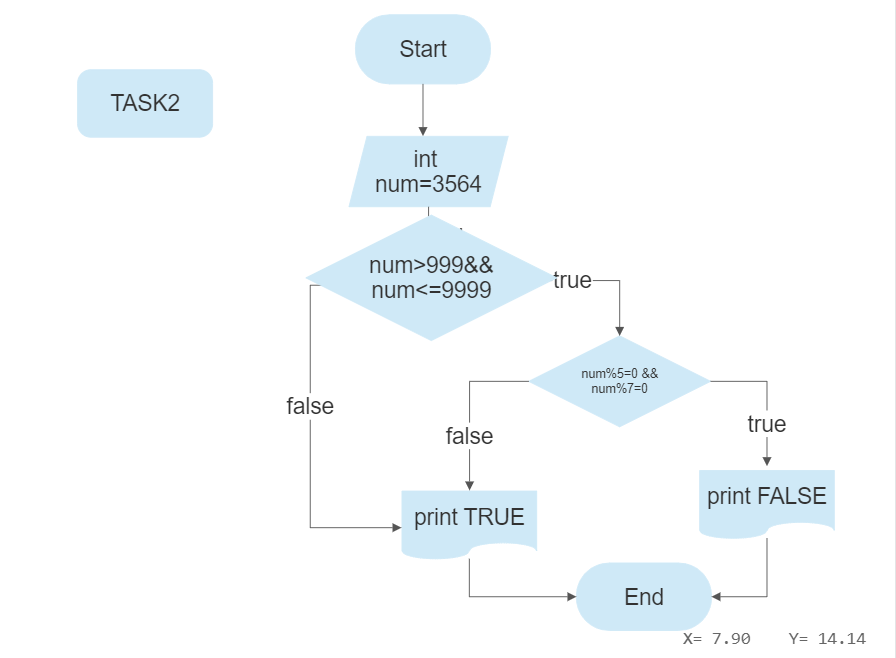 Start
TASK2
int
num=3564
num>999&&
num<=9999
true
num%5=0 &&
num%7=0
false
true
false
print FALSE
print TRUE
End
X= 7.90 Y= 14.14